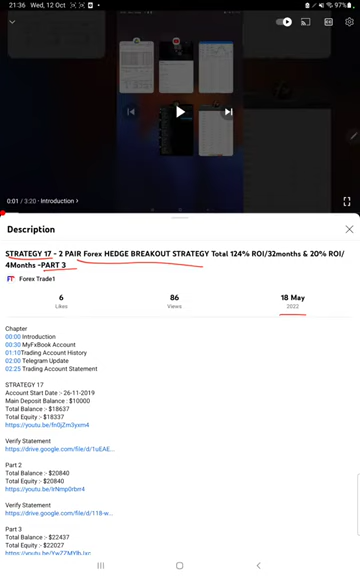 21:36 Wed, 12 Oct
97%
0:01 / 3:20 · Introduction ›
Description
STRATEGY 17 - 2 PAIR Forex HEDGE BREAKOUT STRATEGY Total 124% ROI/32months & 20% ROI/
4Months -PART 3
Forex Trade1
6
Likes
86
Views
18 May
2022
Chapter
00:00 Introduction
00:30 MyFxBook Account
01:10Trading Account History
02:00 Telegram Update
02:25 Trading Account Statement
STRATEGY 17
Account Start Date :- 26-11-2019
Main Deposit Balance : $10000
Total Balance :- $18637
Total Equity :- $18337
https://youtu.be/fn0jZm3yxm4
Verify Statement
https://drive.google.com/file/d/1uEAE...
Part 2
Total Balance :- $20840
Total Equity :- $20840
https://youtu.be/lrNmp0rbrr4
Verify Statement
https://drive.google.com/file/d/118-w...
Part 3
Total Balance :- $22437
Total Equity :- $22027